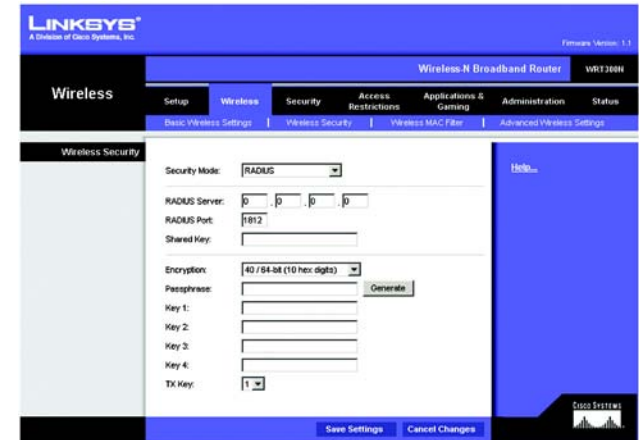 LINKSYS®
A Division of Cisco Systems, Inc.
Firmware Version: 1.1
Wireless-N Broadband Router WRT300N
Wireless
Setup Wireless Security Access Restrictions Applications & Gaming Administration Status
Basic Wireless Settings | Wireless Security | Wireless MAC Filter | Advanced Wireless Settings
Wireless Security
Help...
Security Mode: RADIUS
RADIUS Server: 0 . 0 . 0 . 0
RADIUS Port: 1812
Shared Key:
Encryption: 40 / 64-bit (10 hex digits)
Passphrase: Generate
Key 1:
Key 2:
Key 3:
Key 4:
TX Key: 1
CISCO SYSTEMS
Save Settings Cancel Changes